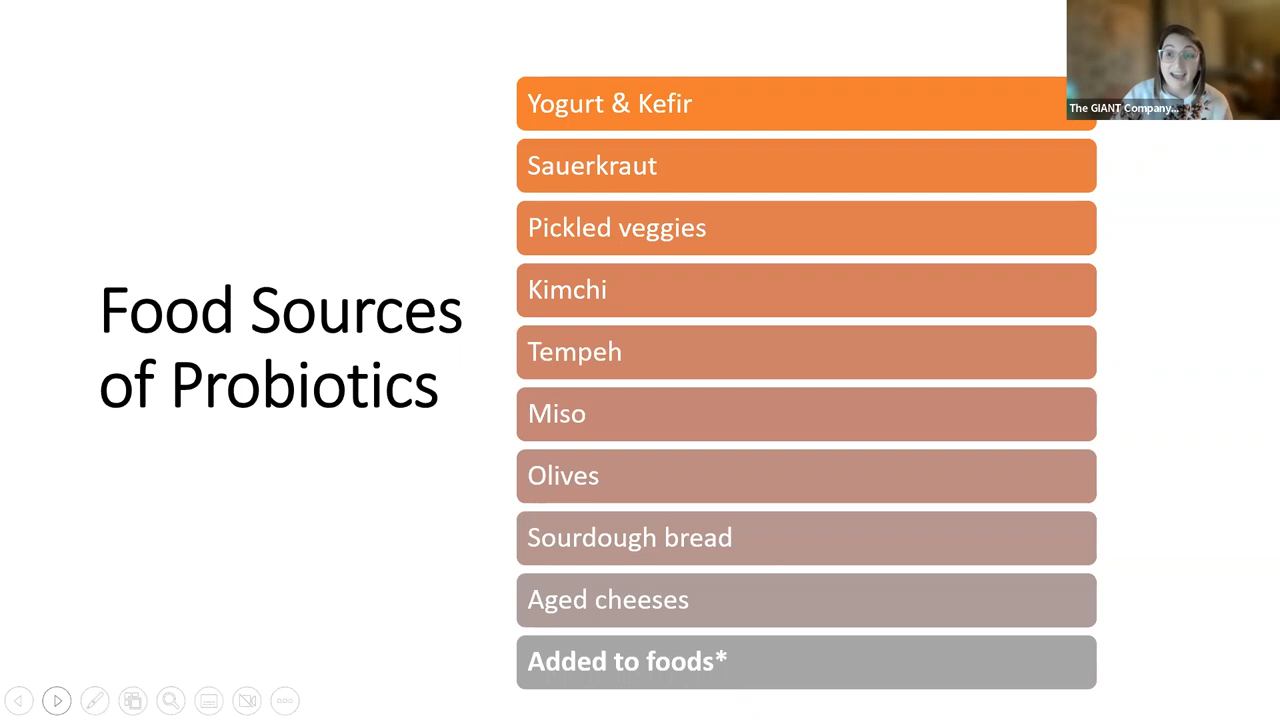 The GIANT Company...
Food Sources
of Probiotics
Yogurt & Kefir
Sauerkraut
Pickled veggies
Kimchi
Tempeh
Miso
Olives
Sourdough bread
Aged cheeses
Added to foods*